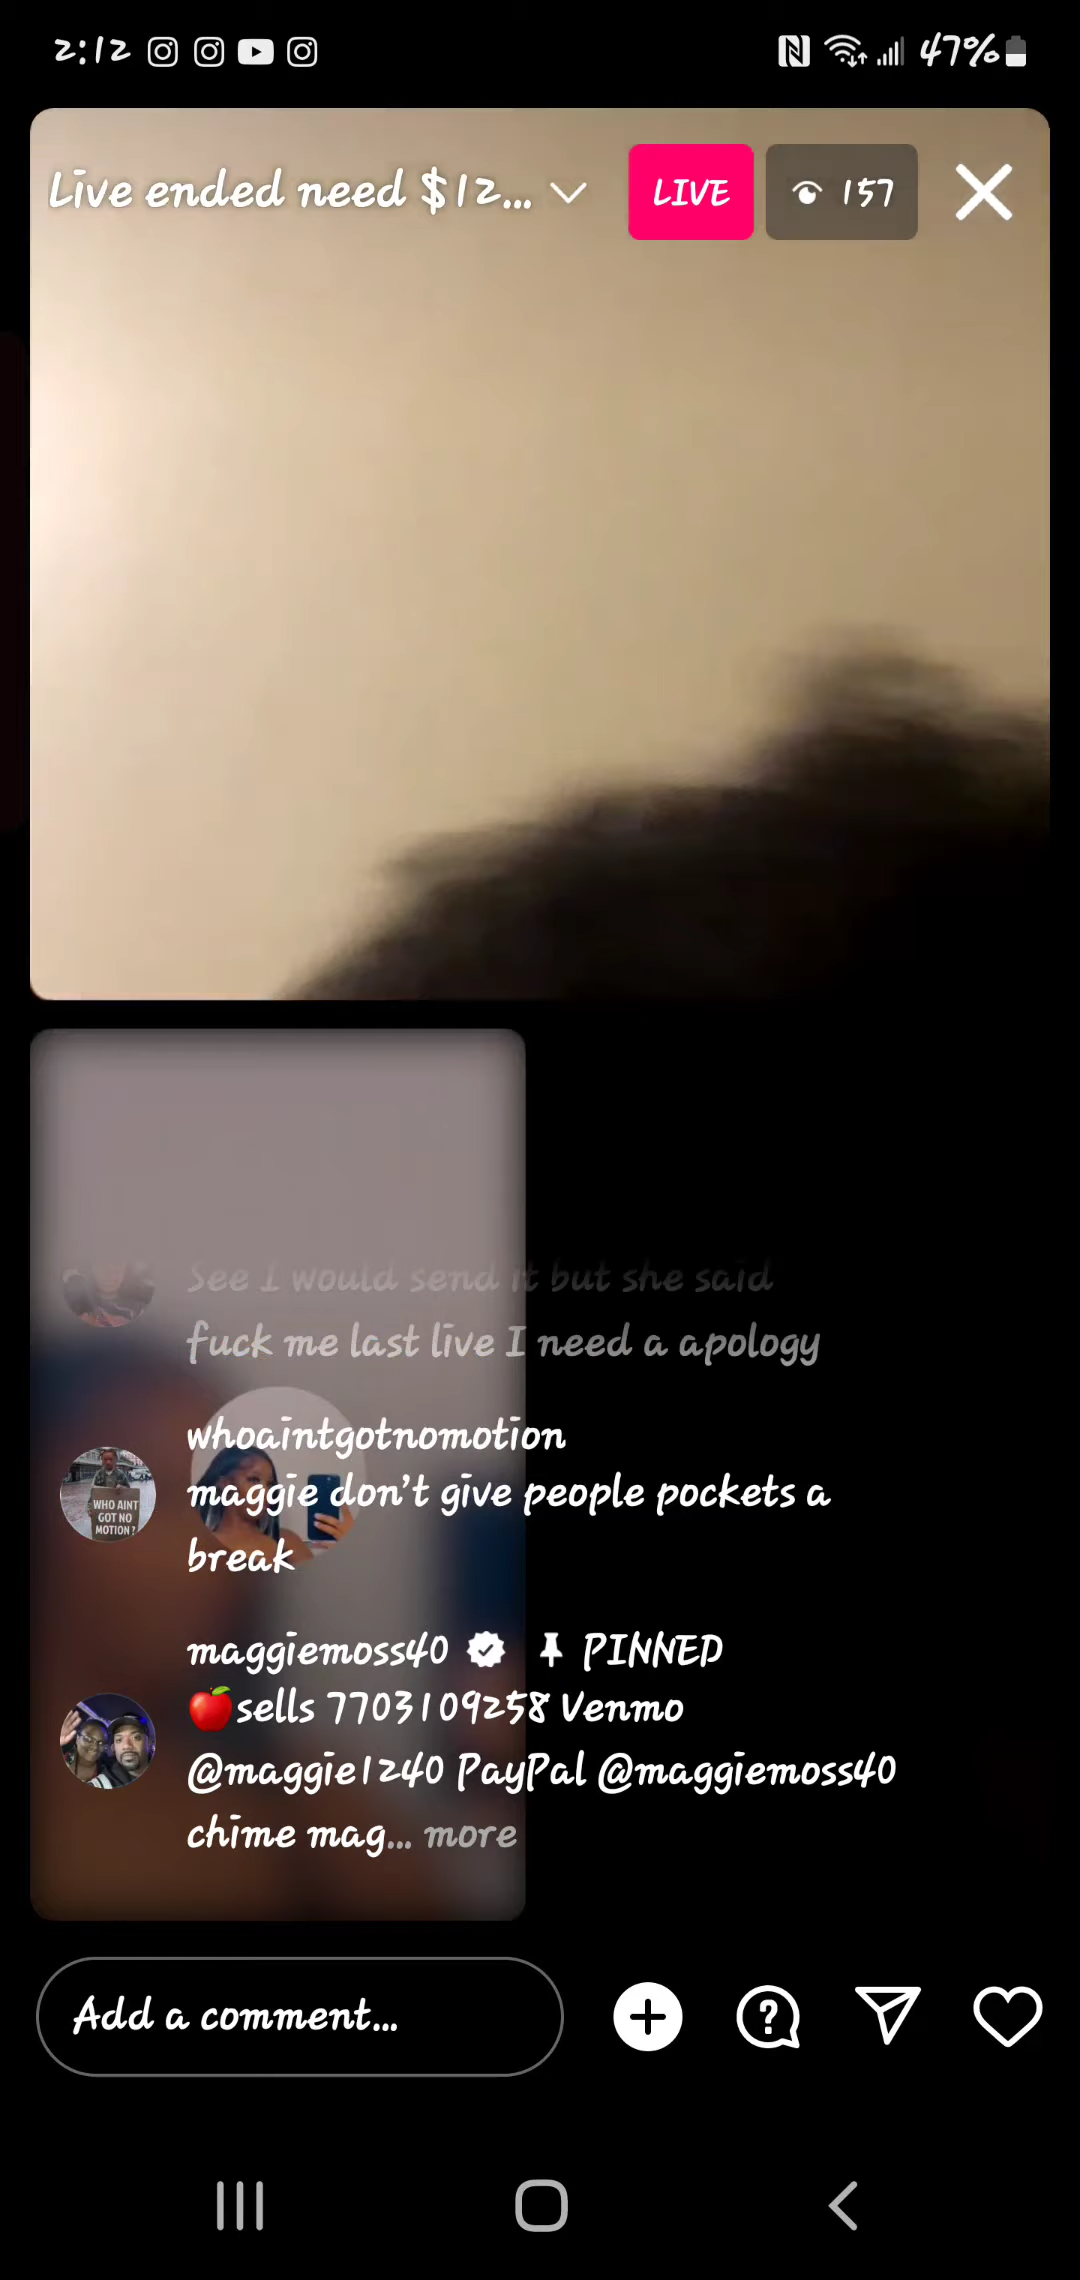 2:12
47%
Live ended need $12...
LIVE
157
See I would send it but she said
fuck me last live I need a apology
whoaintgotnomotion
maggie don't give people pockets a
break
WHO AINT
GOT NO
MOTION?
maggiemoss40 PINNED
🍎sells 7703109258 Venmo
@maggie1240 PayPal @maggiemoss40
chime mag... more
Add a comment...